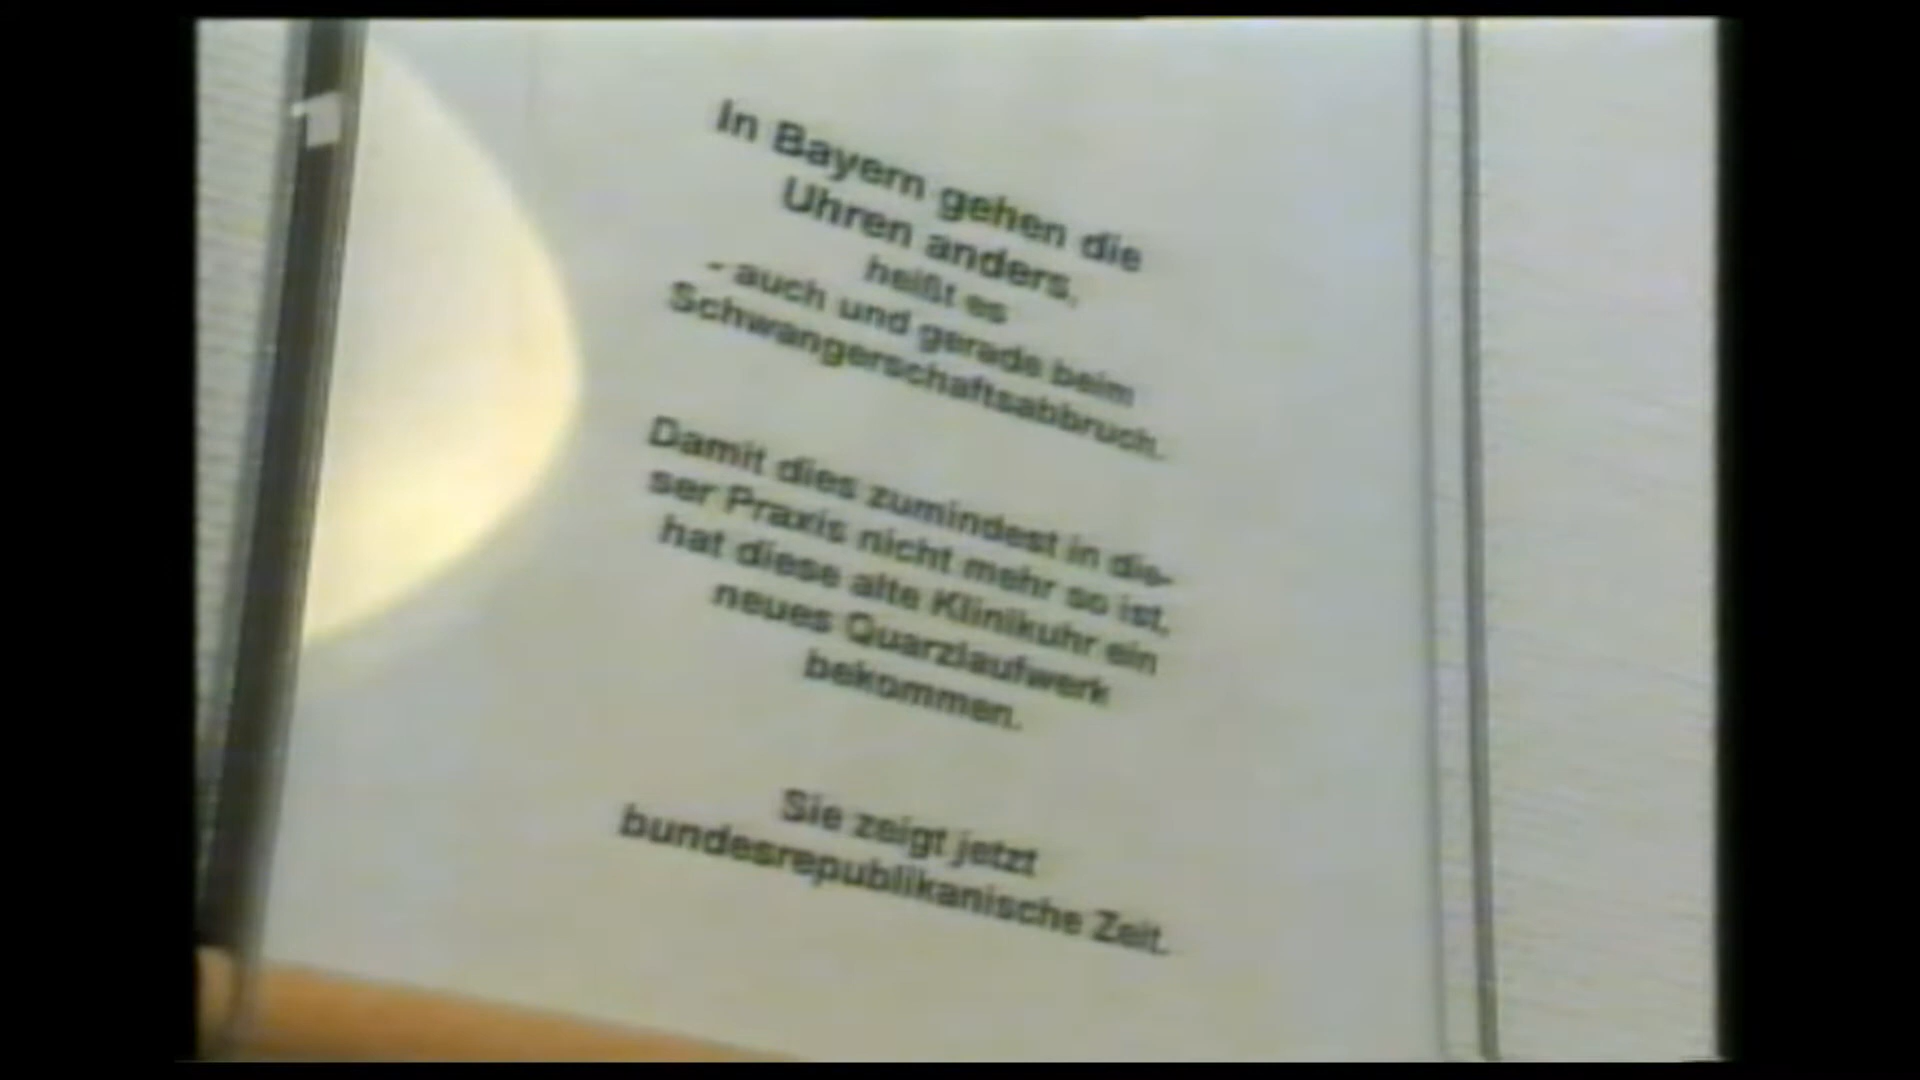 In Bayern gehen die
Uhren anders,
heißt es
- auch und gerade beim
Schwangerschaftsabbruch.
Damit dies zumindest in die-
ser Praxis nicht mehr so ist,
hat diese alte Klinikuhr ein
neues Quarzlaufwerk
bekommen.
Sie zeigt jetzt
bundesrepublikanische Zeit.